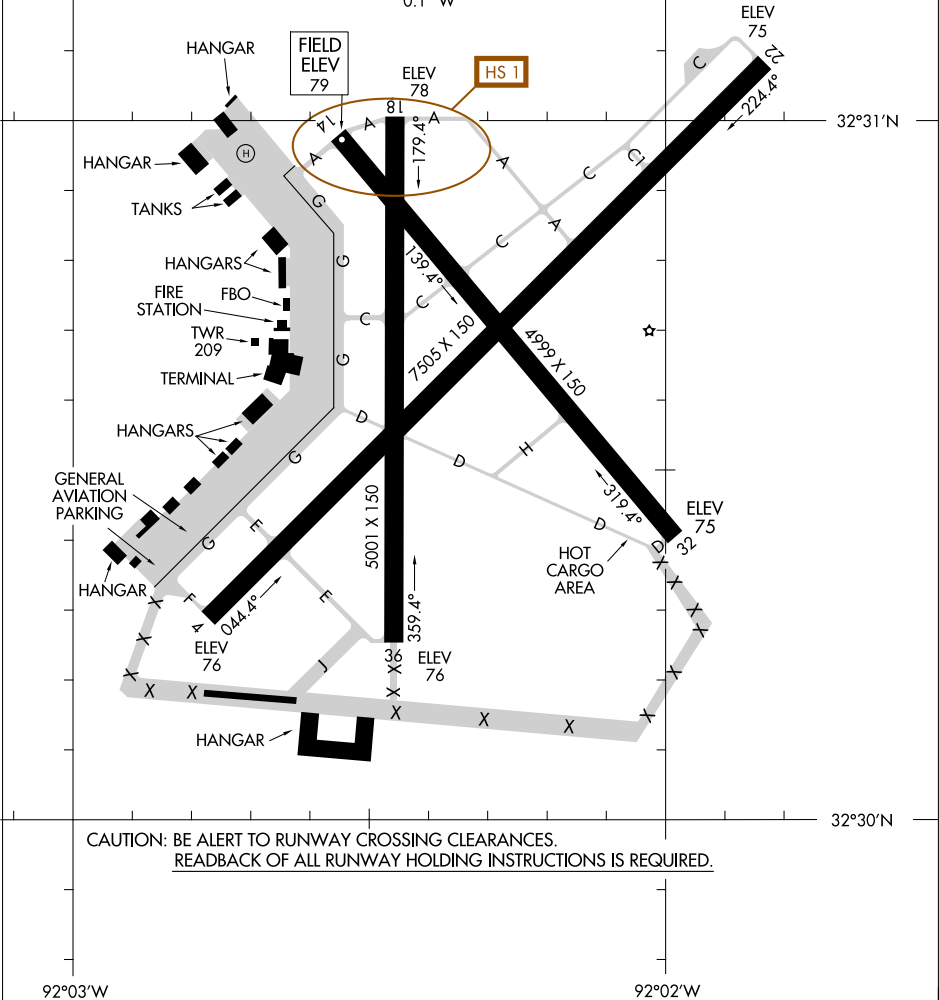 0.1° W
ELEV
75
HANGAR
FIELD
ELEV
79
ELEV
78
HS 1
22
C
224.4°
18
14
A
A
179.4°
32°31'N
A
A
C1
C
HANGAR
H
G
TANKS
A
C
HANGARS
G
139.4°
FIRE
STATION
FBO
C
C
7505 X 150
4999 X 150
TWR
209
G
TERMINAL
D
HANGARS
G
D
H
GENERAL
AVIATION
PARKING
5001 X 150
319.4°
ELEV
75
E
D
G
HOT
CARGO
AREA
D
32
X
X
HANGAR
F
E
359.4°
X
X
4
044.4°
X
X
ELEV
76
36
ELEV
76
J
X
X
X
X
X
X
X
X
X
X
X
HANGAR
32°30'N
CAUTION: BE ALERT TO RUNWAY CROSSING CLEARANCES.
READBACK OF ALL RUNWAY HOLDING INSTRUCTIONS IS REQUIRED.
92°03'W
92°02'W